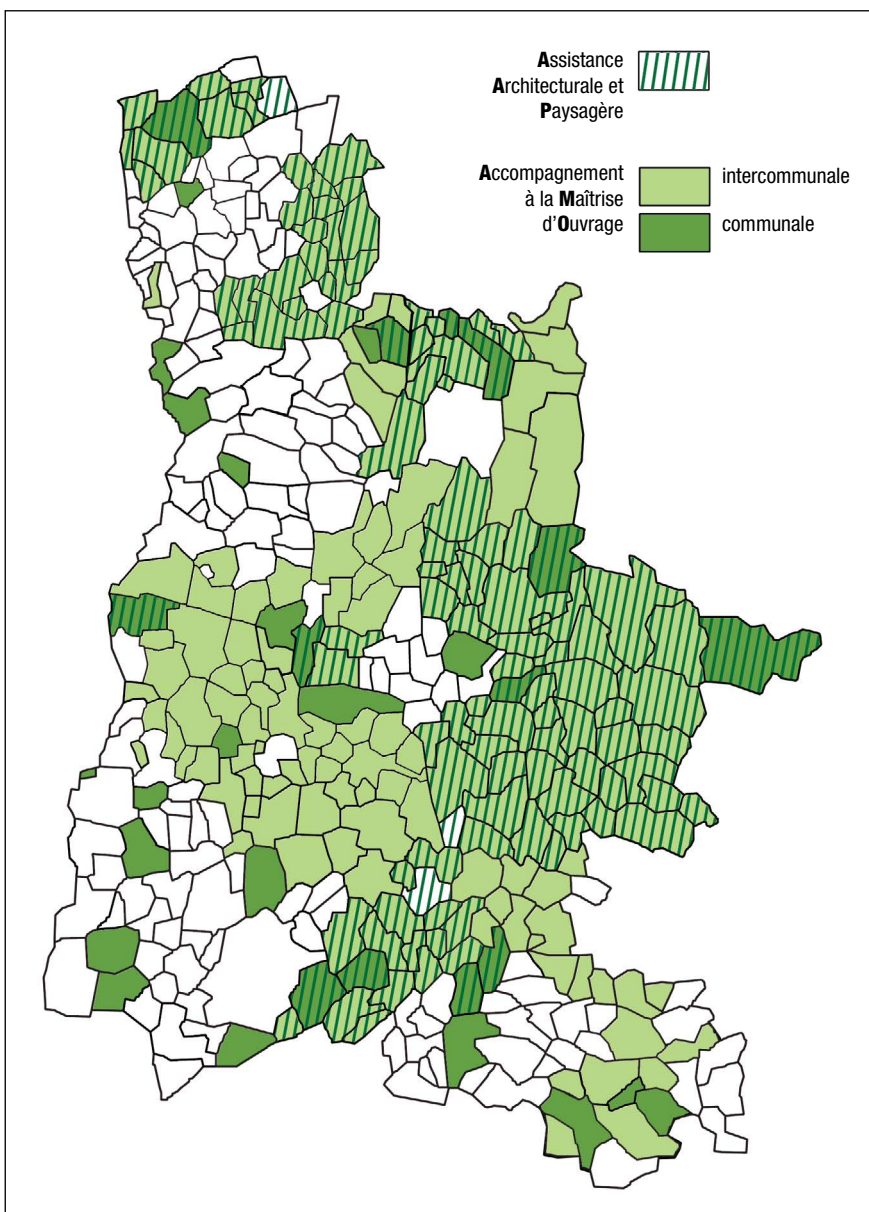 Assistance
Architecturale et
Paysagère
Accompagnement
à la Maîtrise
d'Ouvrage
intercommunale
communale